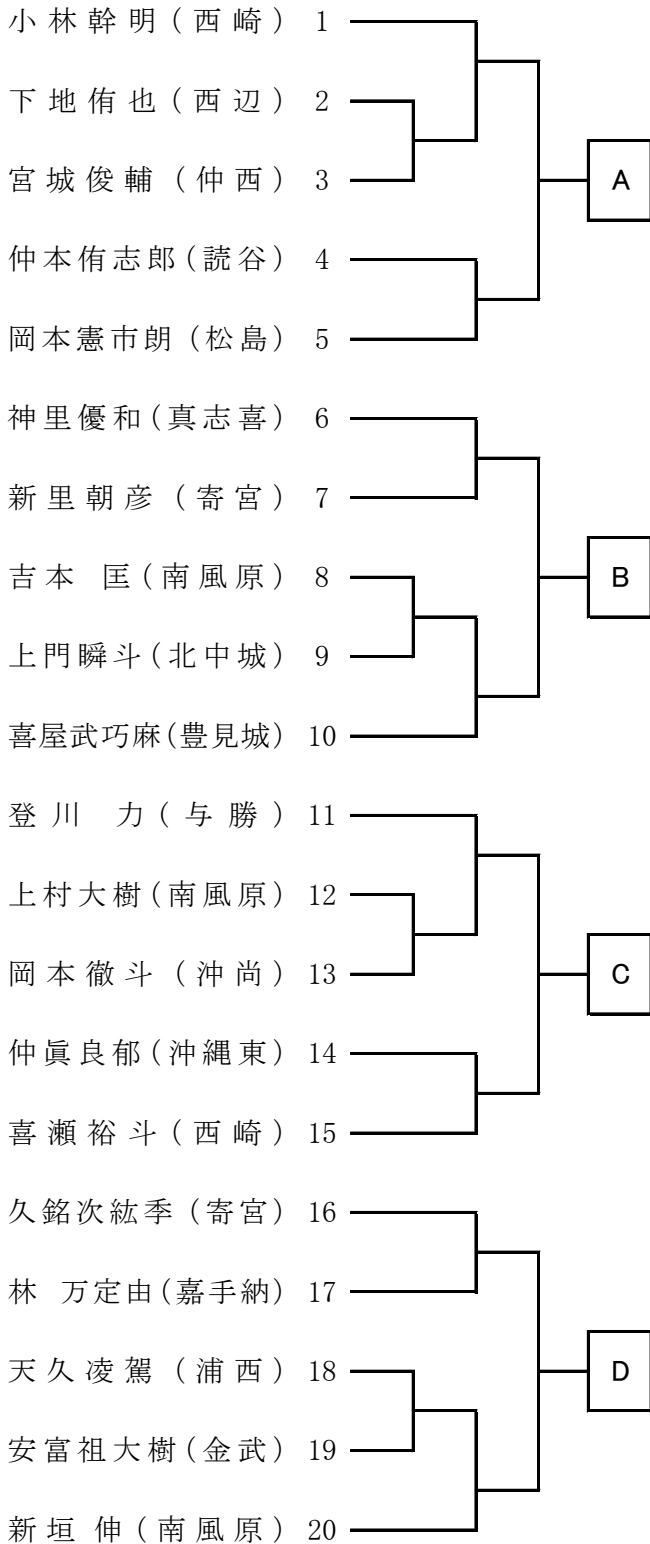 小林幹明(西崎) 1
下地侑也(西辺) 2
宮城俊輔(仲西) 3
A
仲本侑志郎(読谷) 4
岡本憲市朗(松島) 5
神里優和(真志喜) 6
新里朝彦(寄宮) 7
吉本 匡(南風原) 8
B
上門瞬斗(北中城) 9
喜屋武巧麻(豊見城) 10
登川 力(与勝) 11
上村大樹(南風原) 12
岡本徹斗(沖尚) 13
C
仲眞良郁(沖縄東) 14
喜瀬裕斗(西崎) 15
久銘次紘季(寄宮) 16
林 万定由(嘉手納) 17
天久凌駕(浦西) 18
D
安富祖大樹(金武) 19
新垣 伸(南風原) 20